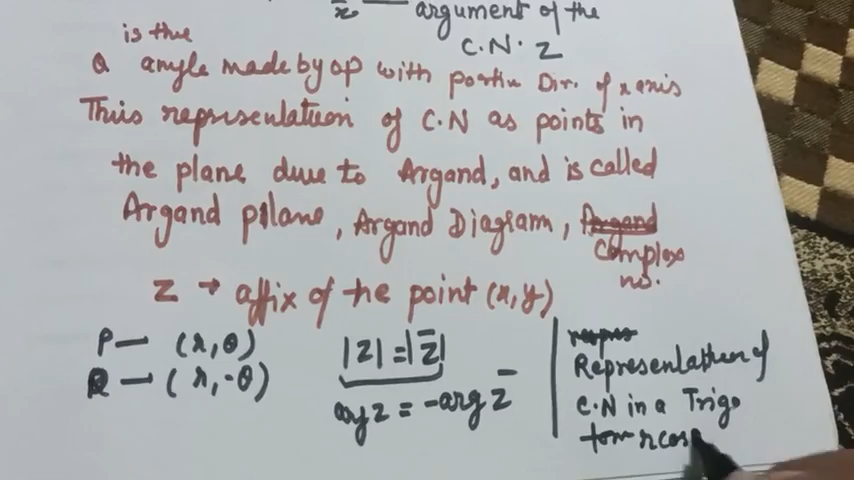 argument of the
C.N. Z
is the
θ angle made by OP with positiv Dir. of x axis
This representation of C.N as points in
the plane due to Argand, and is called
Argand plane, Argand Diagram, Argand
Complex
no.
Z → affix of the point (x,y)
P — (r,θ)
Q — (r,-θ)
|Z| = |Z̅|
arg Z = -arg Z̅
Representation of
C.N in a Trigo
form rcos